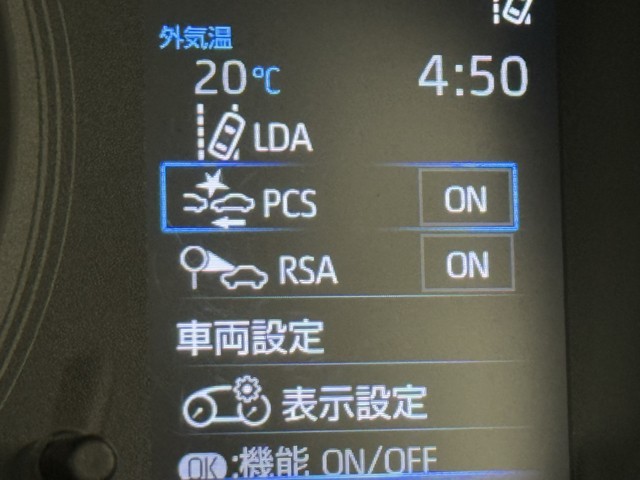 外気温
20℃ 4:50
LDA
PCS ON
RSA ON
車両設定
表示設定
OK:機能 ON/OFF